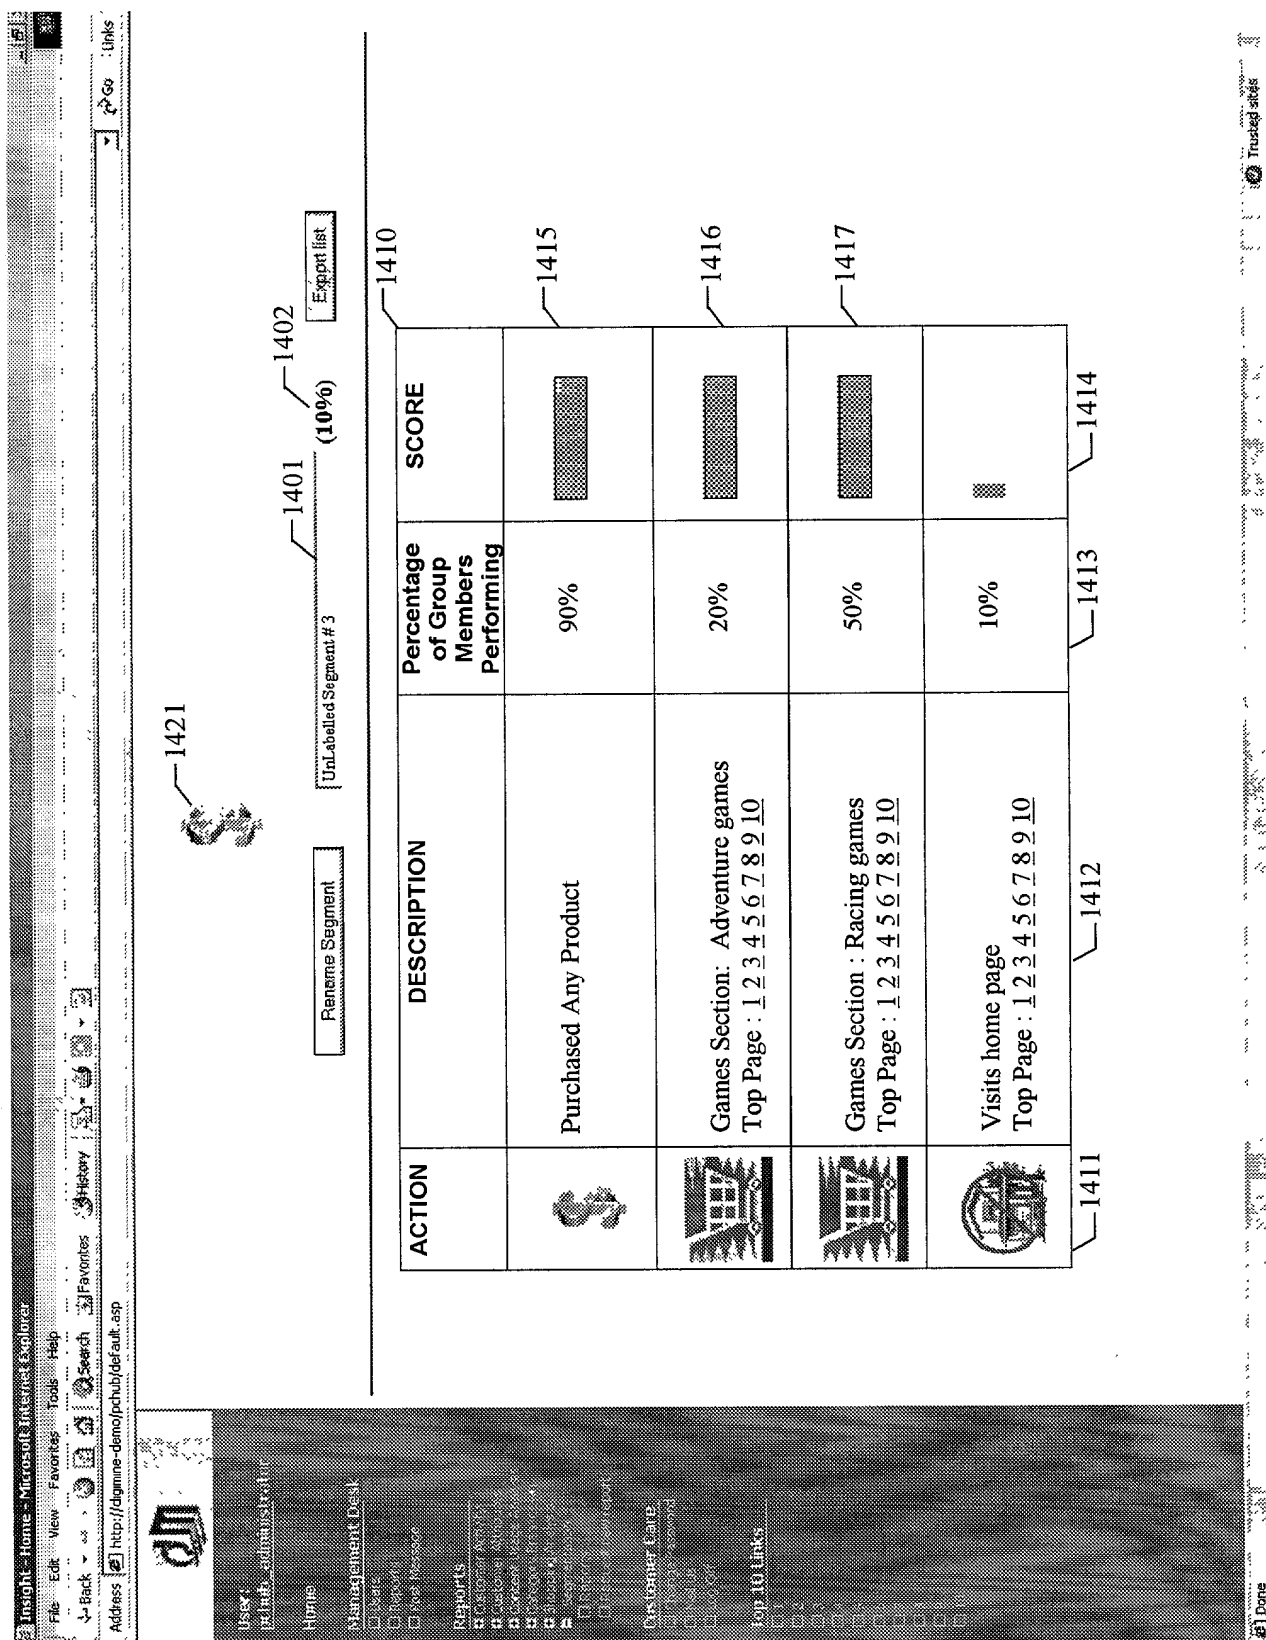 Insight-Home - Microsoft Internet Explorer
File Edit View Favorites Tools Help
Back Search Favorites History
Address http://digimine-demo/pchub/default.asp Go Links
User:
pchub_administrator
Home
Management Desk
Reports
Customer Care
Top 10 Links
1421
1401
1402
Rename Segment
UnLabelled Segment # 3
(10%)
Export list
1410
ACTION
DESCRIPTION
Percentage
of Group
Members
Performing
SCORE
Purchased Any Product
90%
1415
Games Section: Adventure games
Top Page : 1 2 3 4 5 6 7 8 9 10
20%
1416
Games Section : Racing games
Top Page : 1 2 3 4 5 6 7 8 9 10
50%
1417
Visits home page
Top Page : 1 2 3 4 5 6 7 8 9 10
10%
1411
1412
1413
1414
Done
Trusted sites